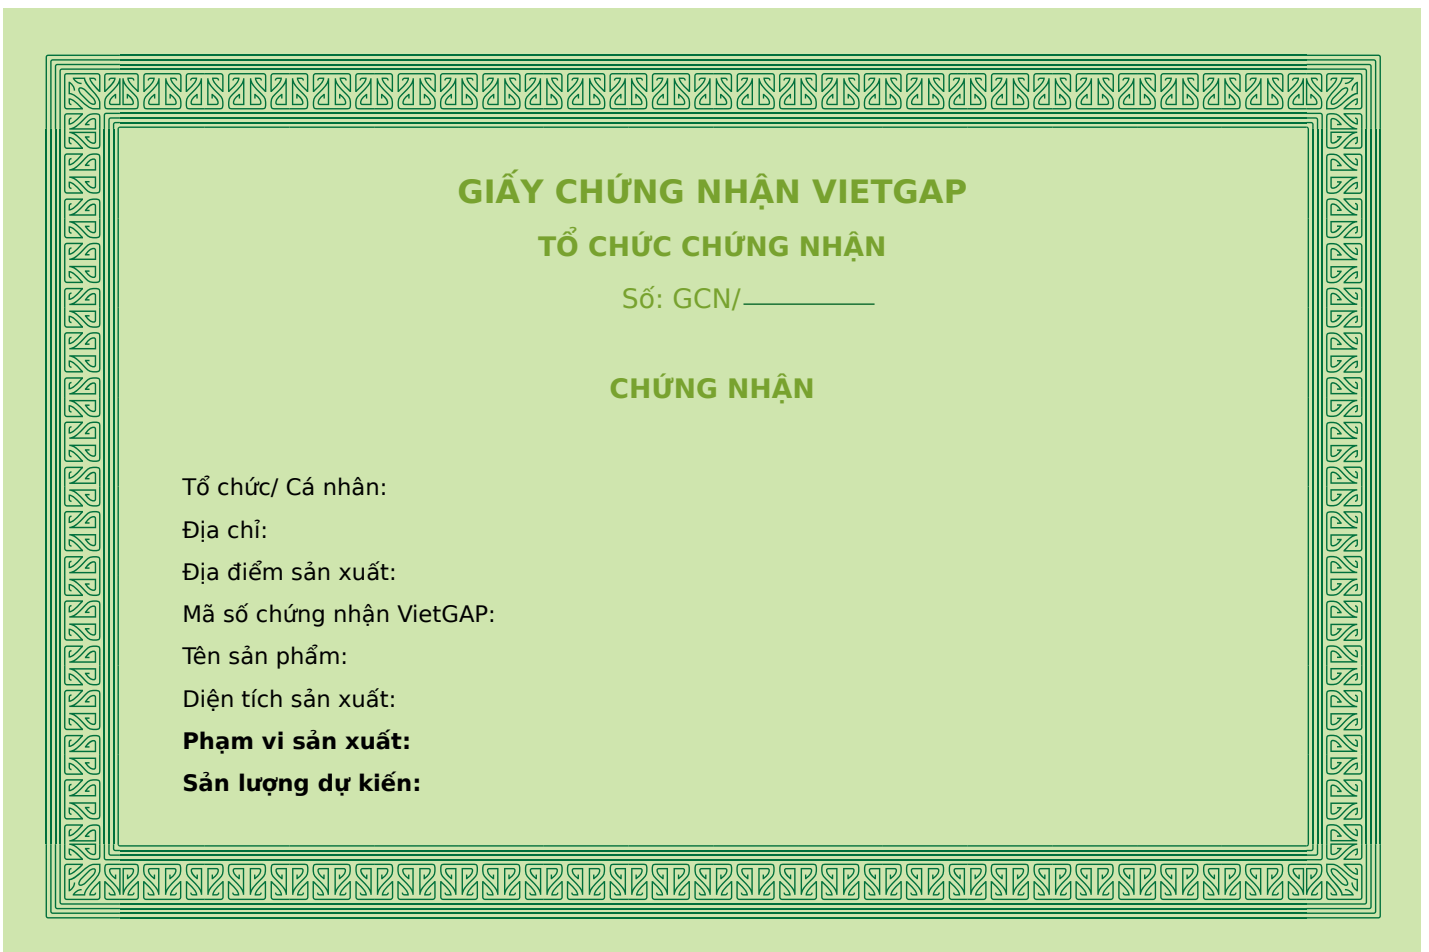 GIẤY CHỨNG NHẬN VIETGAP
TỔ CHỨC CHỨNG NHẬN
Số: GCN/__________
CHỨNG NHẬN
Tổ chức/ Cá nhân:
Địa chỉ:
Địa điểm sản xuất:
Mã số chứng nhận VietGAP:
Tên sản phẩm:
Diện tích sản xuất:
Phạm vi sản xuất:
Sản lượng dự kiến: